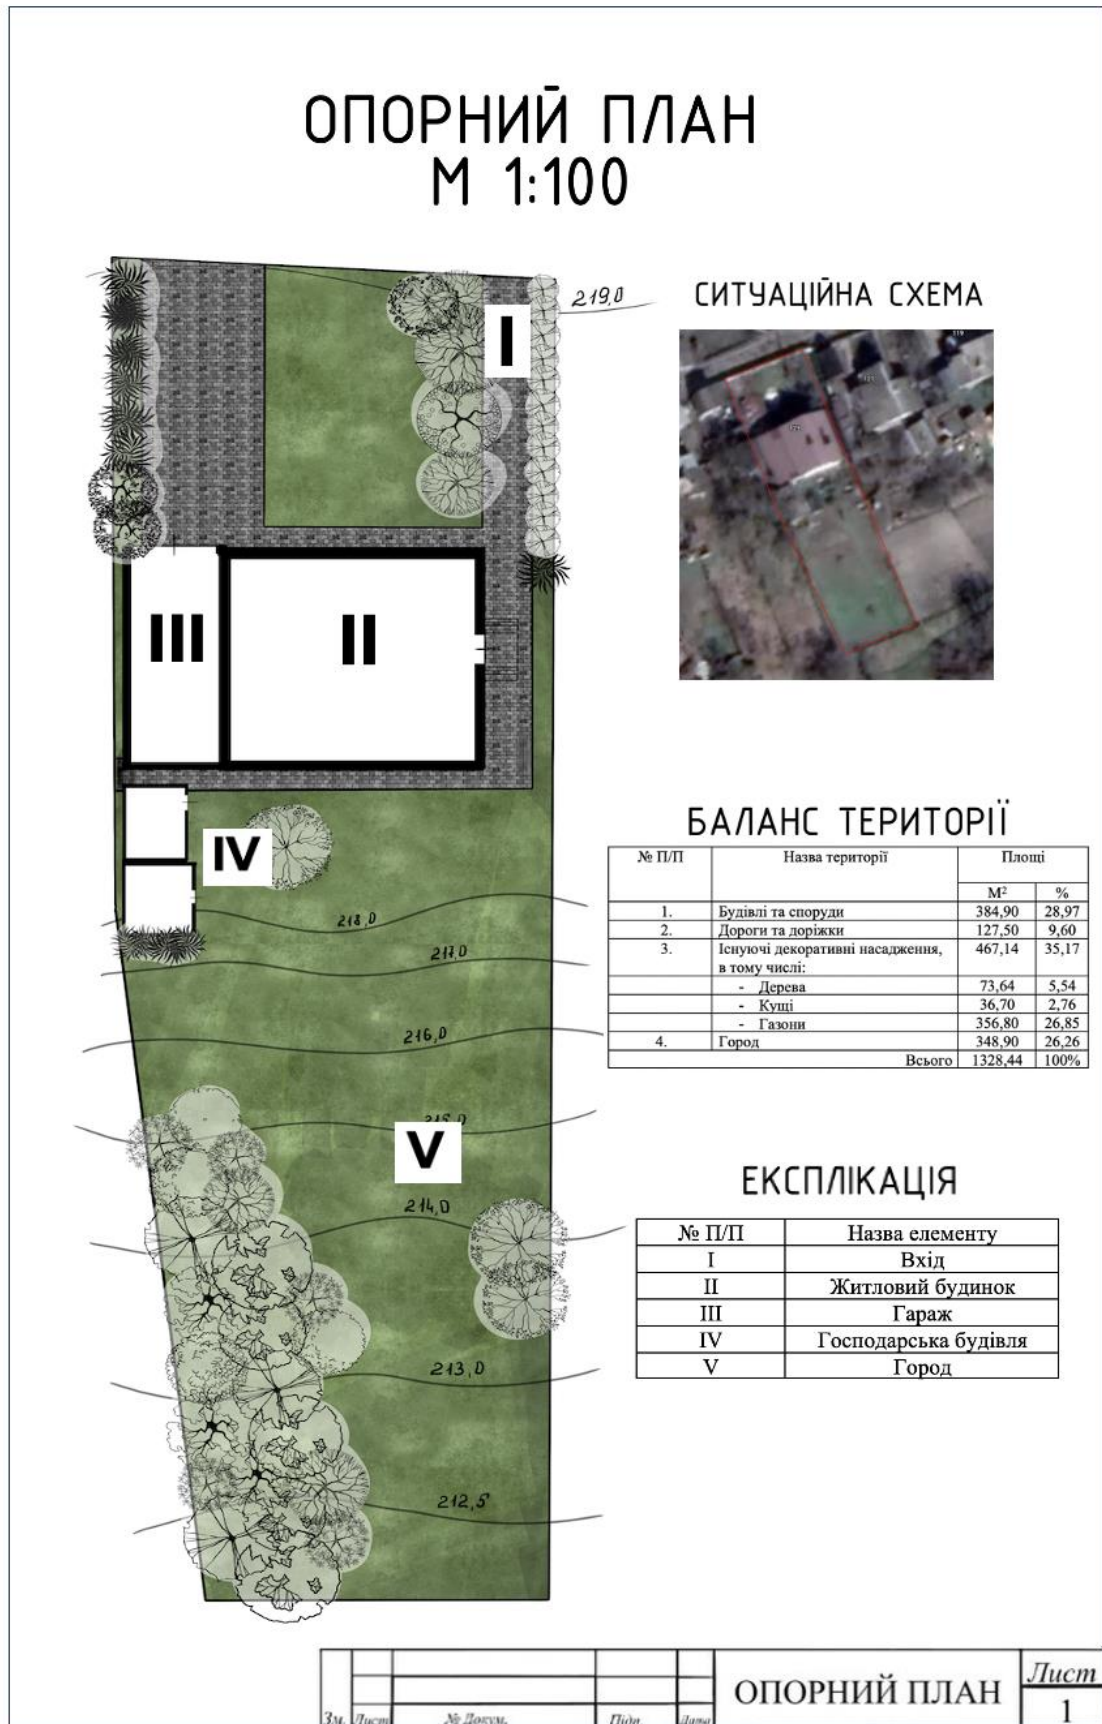 ОПОРНИЙ ПЛАН
М 1:100
219,0
СИТУАЦІЙНА СХЕМА
I
III
II
IV
218,0
217,0
216,0
V
214,0
213,0
212,5
БАЛАНС ТЕРИТОРІЇ
№ П/П Назва території Площі
М² %
1. Будівлі та споруди 384,90 28,97
2. Дороги та доріжки 127,50 9,60
3. Існуючі декоративні насадження, 467,14 35,17
в тому числі:
- Дерева 73,64 5,54
- Кущі 36,70 2,76
- Газони 356,80 26,85
4. Город 348,90 26,26
Всього 1328,44 100%
ЕКСПЛІКАЦІЯ
№ П/П Назва елементу
I Вхід
II Житловий будинок
III Гараж
IV Господарська будівля
V Город
ОПОРНИЙ ПЛАН
Лист
1
Зм. Лист № Докум. Підп. Дата